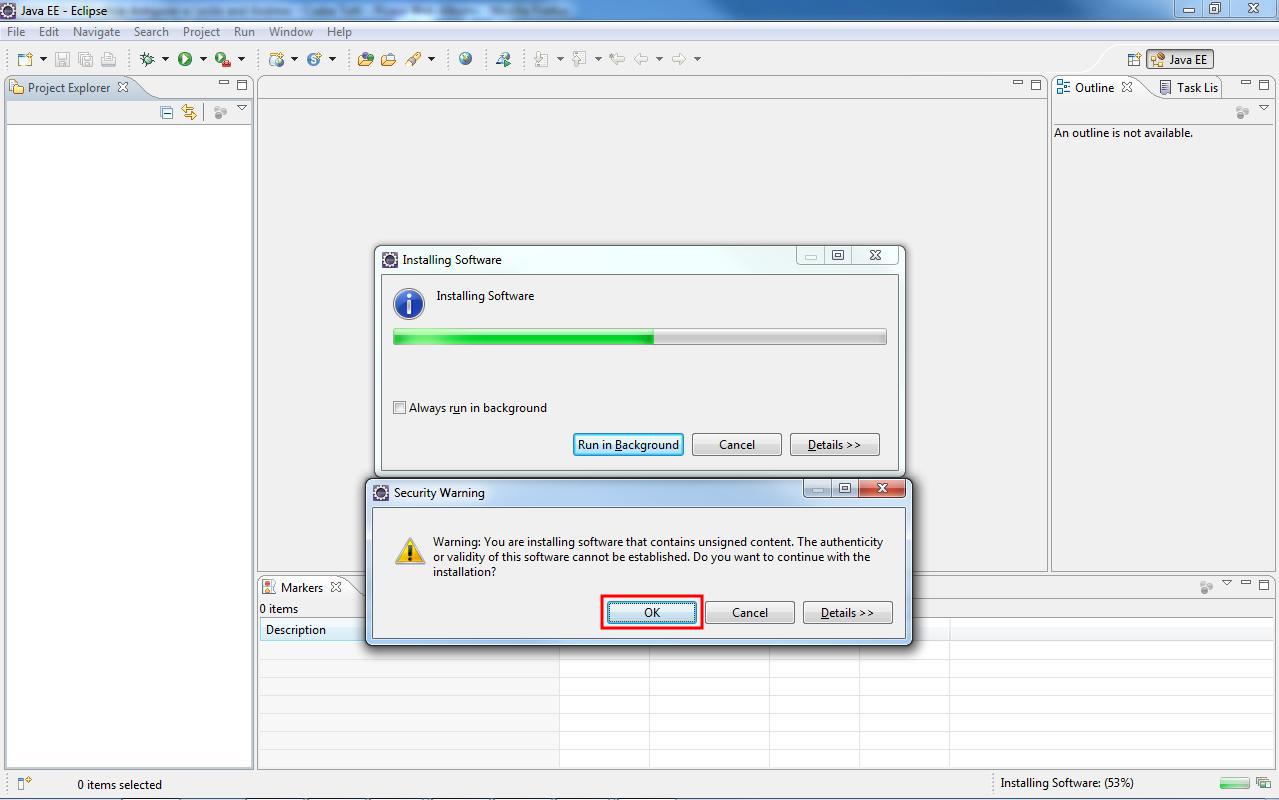 Java EE - Eclipse
File Edit Navigate Search Project Run Window Help
Java EE
Project Explorer
Outline
Task Lis
An outline is not available.
Installing Software
Installing Software
Always run in background
Run in Background
Cancel
Details >>
Security Warning
Warning: You are installing software that contains unsigned content. The authenticity
or validity of this software cannot be established. Do you want to continue with the
installation?
OK
Cancel
Details >>
Markers
0 items
Description
0 items selected
Installing Software: (53%)